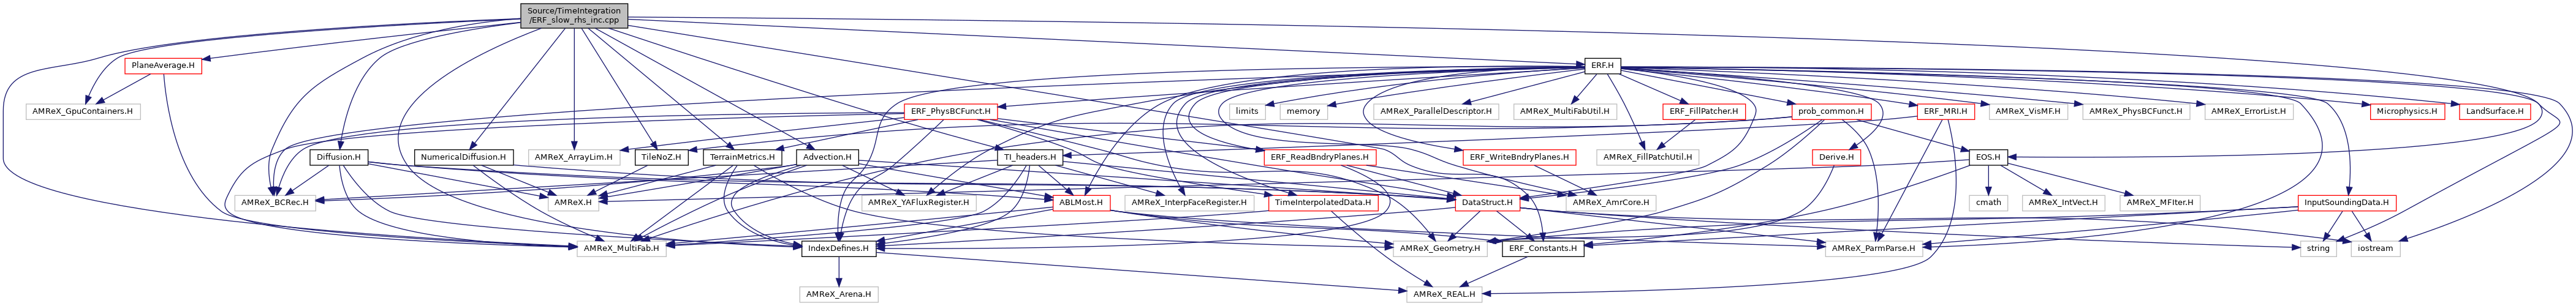 Source/TimeIntegration
/ERF_slow_rhs_inc.cpp
PlaneAverage.H
ERF.H
AMReX_GpuContainers.H
ERF_PhysBCFunct.H
limits
memory
AMReX_ParallelDescriptor.H
AMReX_MultiFabUtil.H
ERF_FillPatcher.H
prob_common.H
ERF_MRI.H
AMReX_VisMF.H
AMReX_PhysBCFunct.H
AMReX_ErrorList.H
Microphysics.H
LandSurface.H
Diffusion.H
NumericalDiffusion.H
AMReX_ArrayLim.H
TileNoZ.H
TerrainMetrics.H
Advection.H
TI_headers.H
ERF_ReadBndryPlanes.H
ERF_WriteBndryPlanes.H
AMReX_FillPatchUtil.H
Derive.H
EOS.H
AMReX_BCRec.H
AMReX.H
AMReX_YAFluxRegister.H
ABLMost.H
AMReX_InterpFaceRegister.H
TimeInterpolatedData.H
DataStruct.H
AMReX_AmrCore.H
cmath
AMReX_IntVect.H
AMReX_MFIter.H
InputSoundingData.H
AMReX_MultiFab.H
IndexDefines.H
AMReX_Geometry.H
ERF_Constants.H
AMReX_ParmParse.H
string
iostream
AMReX_Arena.H
AMReX_REAL.H